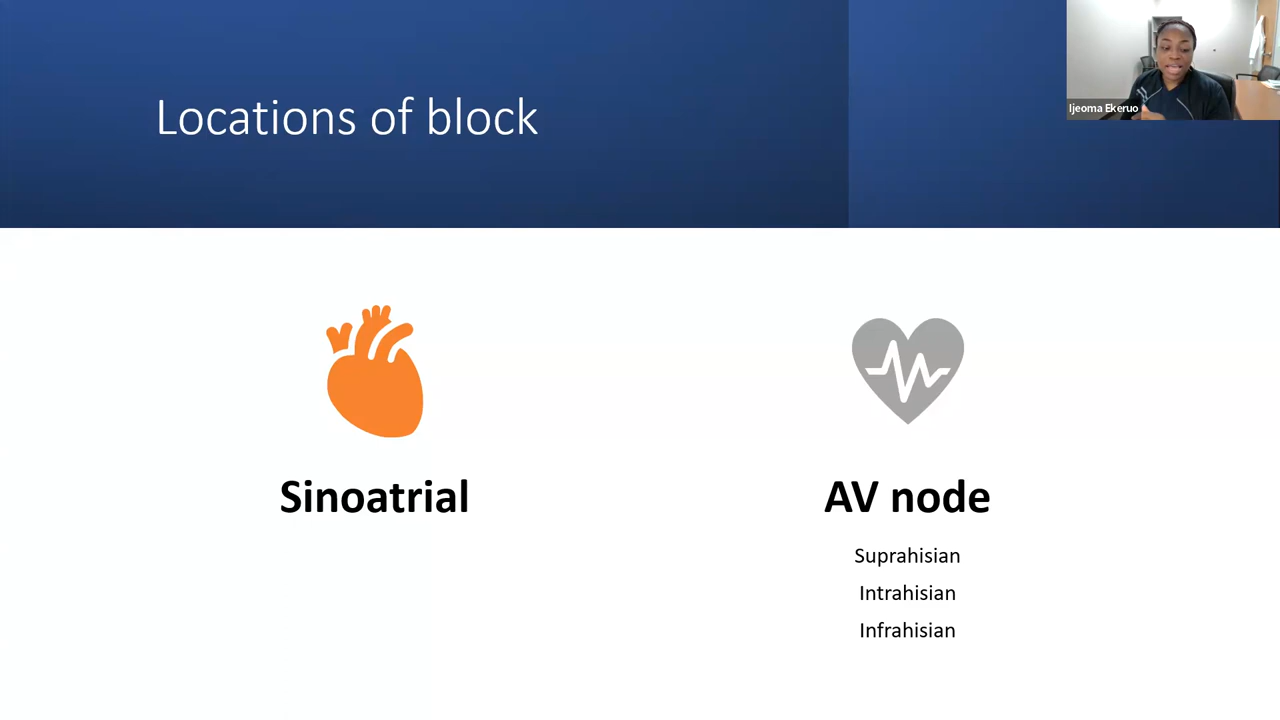 Locations of block
Ijeoma Ekeruo
Sinoatrial
AV node
Suprahisian
Intrahisian
Infrahisian